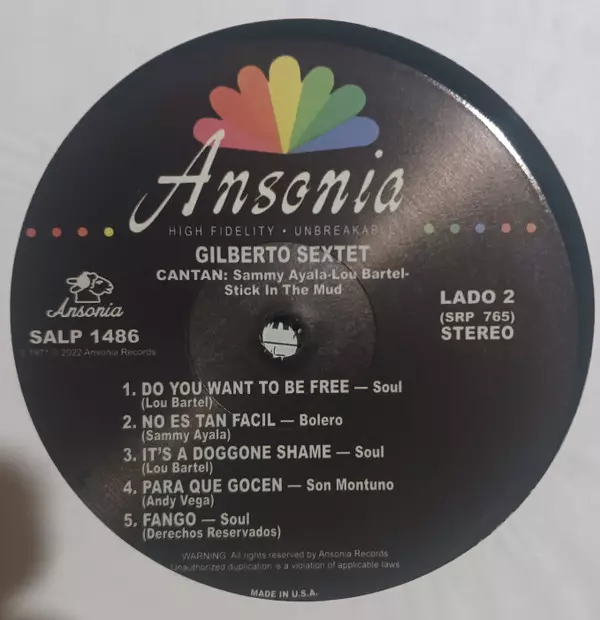 Ansonia
HIGH FIDELITY • UNBREAKABLE
GILBERTO SEXTET
CANTAN: Sammy Ayala-Lou Bartel-
Stick In The Mud
Ansonia
SALP 1486
℗ 1971 © 2022 Ansonia Records
LADO 2
(SRP 765)
STEREO
1. DO YOU WANT TO BE FREE — Soul
(Lou Bartel)
2. NO ES TAN FACIL — Bolero
(Sammy Ayala)
3. IT'S A DOGGONE SHAME — Soul
(Lou Bartel)
4. PARA QUE GOCEN — Son Montuno
(Andy Vega)
5. FANGO — Soul
(Derechos Reservados)
WARNING: All rights reserved by Ansonia Records
Unauthorized duplication is a violation of applicable laws
MADE IN U.S.A.